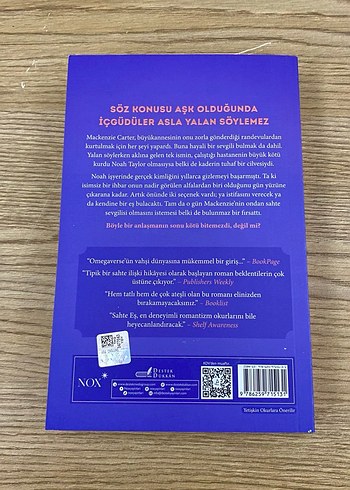 SÖZ KONUSU AŞK OLDUĞUNDA
İÇGÜDÜLER ASLA YALAN SÖYLEMEZ
Mackenzie Carter, büyükannesinin onu zorla gönderdiği randevulardan
kurtulmak için her şeyi yapardı. Buna hayali bir sevgili bulmak da dahil.
Yalan söylerken aklına gelen tek ismin, çalıştığı hastanenin büyük kötü
kurdu Noah Taylor olmasıysa belki de kaderin tuhaf bir cilvesiydi.
Noah işyerinde gerçek kimliğini yıllarca gizlemeyi başarmıştı. Ta ki
isimsiz bir ihbar onun nadir görülen alfalardan biri olduğunu gün yüzüne
çıkarana kadar. Artık önünde iki seçenek vardı; ya istifasını verecek ya
da kendine bir eş bulacaktı. Tam da o gün Mackenzie'nin ondan sahte
sevgilisi olmasını istemesi belki de bulunmaz bir fırsattı.
Böyle bir anlaşmanın sonu kötü bitemezdi, değil mi?
"Omegaverse'ün vahşi dünyasına mükemmel bir giriş..." – BookPage
"Tipik bir sahte ilişki hikâyesi olarak başlayan roman beklentilerin çok
üstüne çıkıyor." – Publishers Weekly
"Hem tatlı hem de çok ateşli olan bu romanı elinizden
bırakamayacaksınız." – Booklist
"Sahte Eş, en deneyimli romantizm okurlarını bile
heyecanlandıracak." – Shelf Awareness
NOX
DESTEK
DÜKKÂN
9786259715131
Yetişkin Okurlara Önerilir